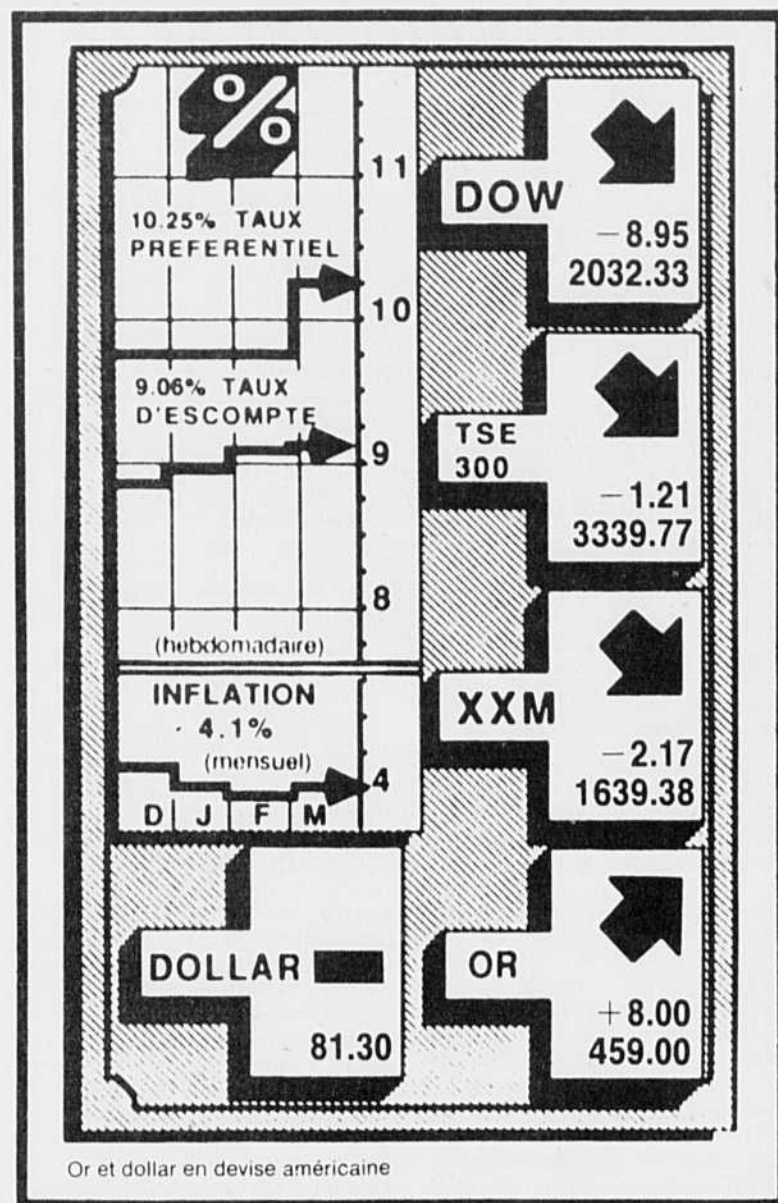 %
11
10.25% TAUX
PREFERENTIEL
10
9.06% TAUX
D'ESCOMPTE
9
8
(hebdomadaire)
INFLATION
4.1%
(mensuel)
4
D J F M
DOW
−8.95
2032.33
TSE
300
−1.21
3339.77
XXM
−2.17
1639.38
DOLLAR
81.30
OR
+8.00
459.00
Or et dollar en devise américaine